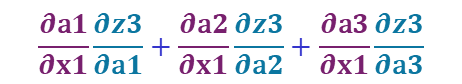 ∂a1/∂x1 ∂z3/∂a1 + ∂a2/∂x1 ∂z3/∂a2 + ∂a3/∂x1 ∂z3/∂a3